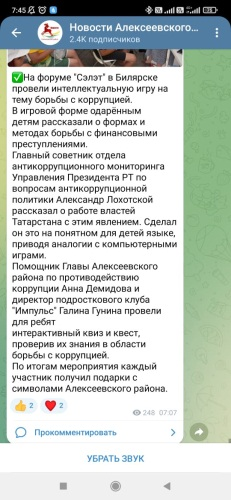 7:45
Новости Алексеевского...
2.4K подписчиков
✅На форуме "Сэлэт" в Билярске
провели интеллектуальную игру на
тему борьбы с коррупцией.
В игровой форме одарённым
детям рассказали о формах и
методах борьбы с финансовыми
преступлениями.
Главный советник отдела
антикоррупционного мониторинга
Управления Президента РТ по
вопросам антикоррупционной
политики Александр Лохотской
рассказал о работе властей
Татарстана с этим явлением. Сделал
он это на понятном для детей языке,
приводя аналогии с компьютерными
играми.
Помощник Главы Алексеевского
района по противодействию
коррупции Анна Демидова и
директор подросткового клуба
"Импульс" Галина Гунина провели
для ребят
интерактивный квиз и квест,
проверив их знания в области
борьбы с коррупцией.
По итогам мероприятия каждый
участник получил подарки с
символами Алексеевского района.
👍 2 ❤️ 2
248 07:07
Прокомментировать
УБРАТЬ ЗВУК